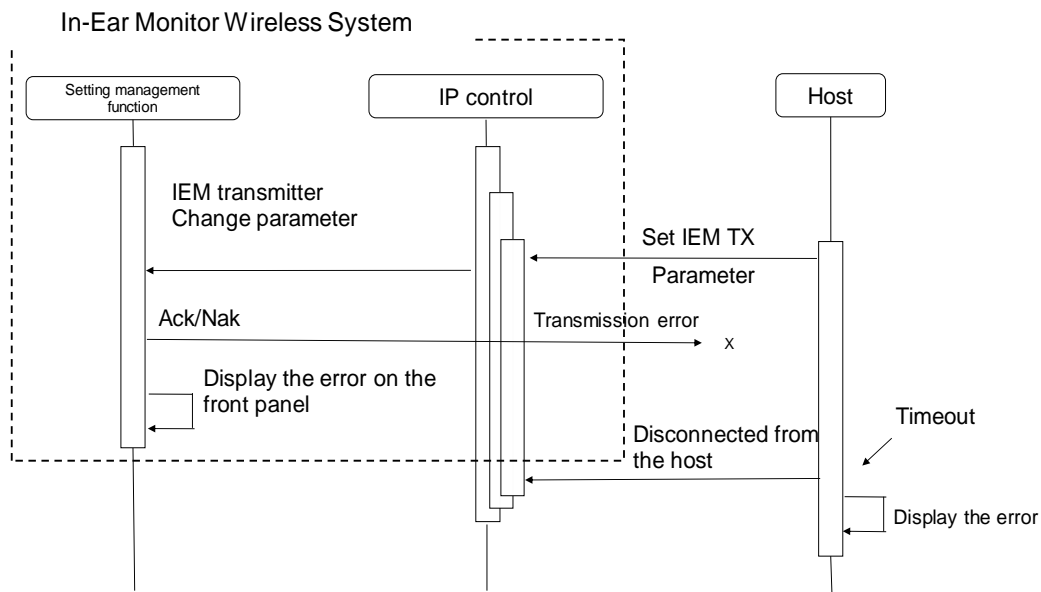 In-Ear Monitor Wireless System
Setting management
function
IP control
Host
IEM transmitter
Change parameter
Set IEM TX
Parameter
Ack/Nak
Transmission error
X
Display the error on the
front panel
Timeout
Disconnected from
the host
Display the error